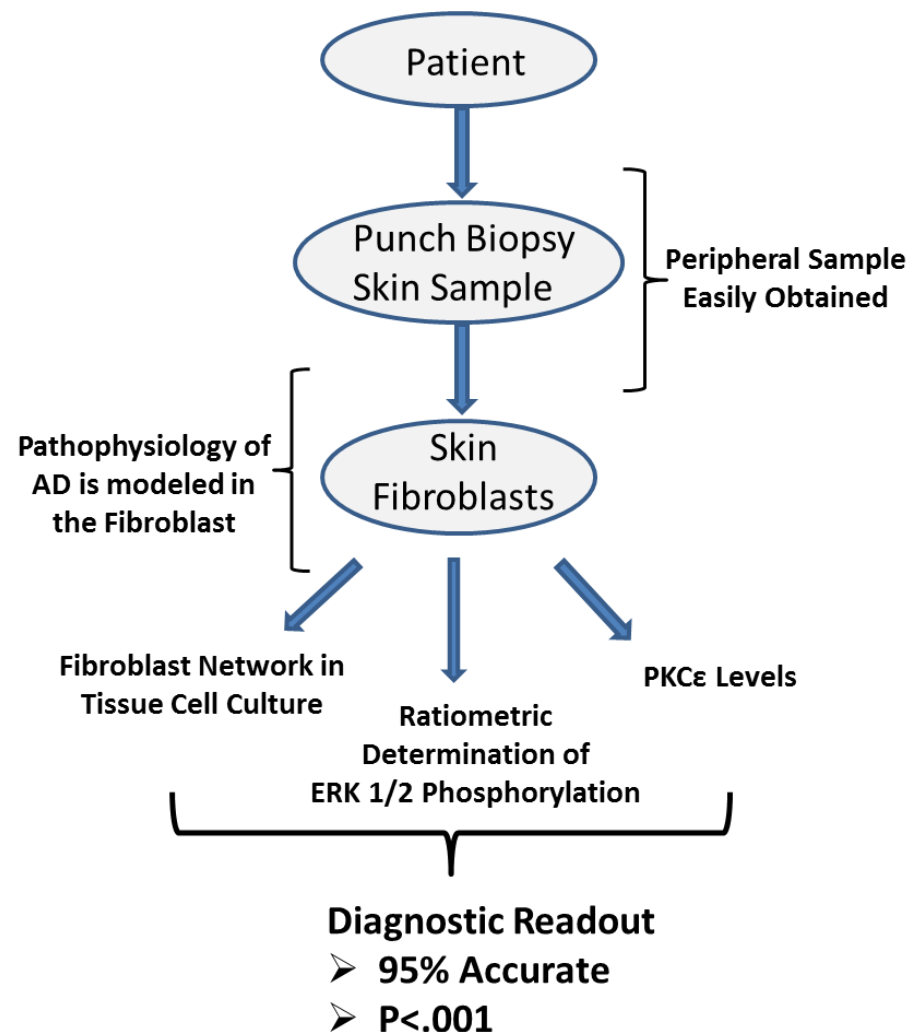 Patient
Punch Biopsy
Skin Sample
Peripheral Sample
Easily Obtained
Skin
Fibroblasts
Pathophysiology of
AD is modeled in
the Fibroblast
Fibroblast Network in
Tissue Cell Culture
Ratiometric
Determination of
ERK 1/2 Phosphorylation
PKCε Levels
Diagnostic Readout
➢ 95% Accurate
➢ P<.001